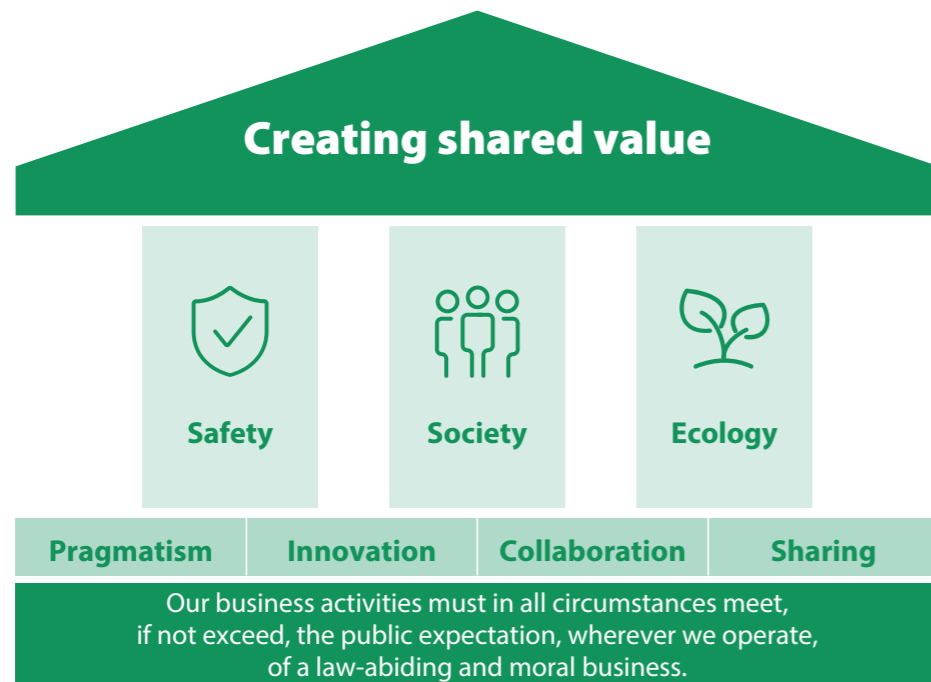 Creating shared value
Safety
Society
Ecology
Pragmatism
Innovation
Collaboration
Sharing
Our business activities must in all circumstances meet,
if not exceed, the public expectation, wherever we operate,
of a law-abiding and moral business.